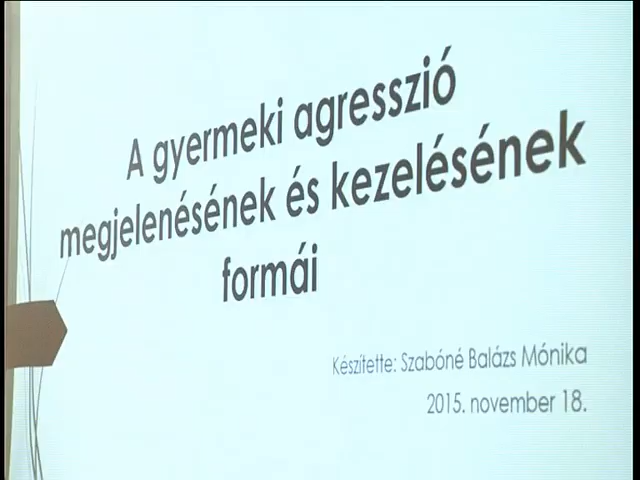 A gyermeki agresszió
megjelenésének és kezelésének
formái
Készítette: Szabóné Balázs Mónika
2015. november 18.